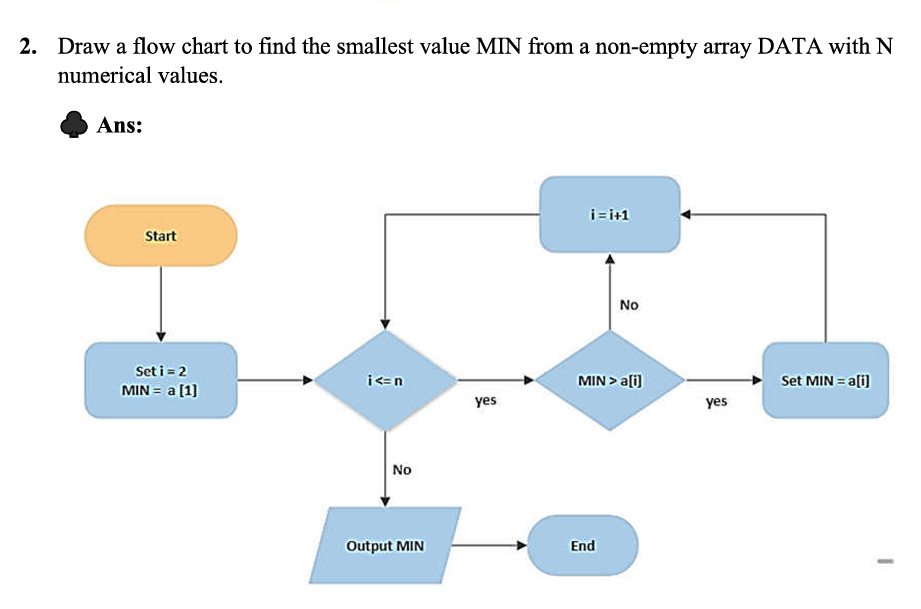 2. Draw a flow chart to find the smallest value MIN from a non-empty array DATA with N
numerical values.
Ans:
Start
Set i = 2
MIN = a [1]
i <= n
yes
No
MIN > a[i]
No
yes
i = i+1
Set MIN = a[i]
Output MIN
End